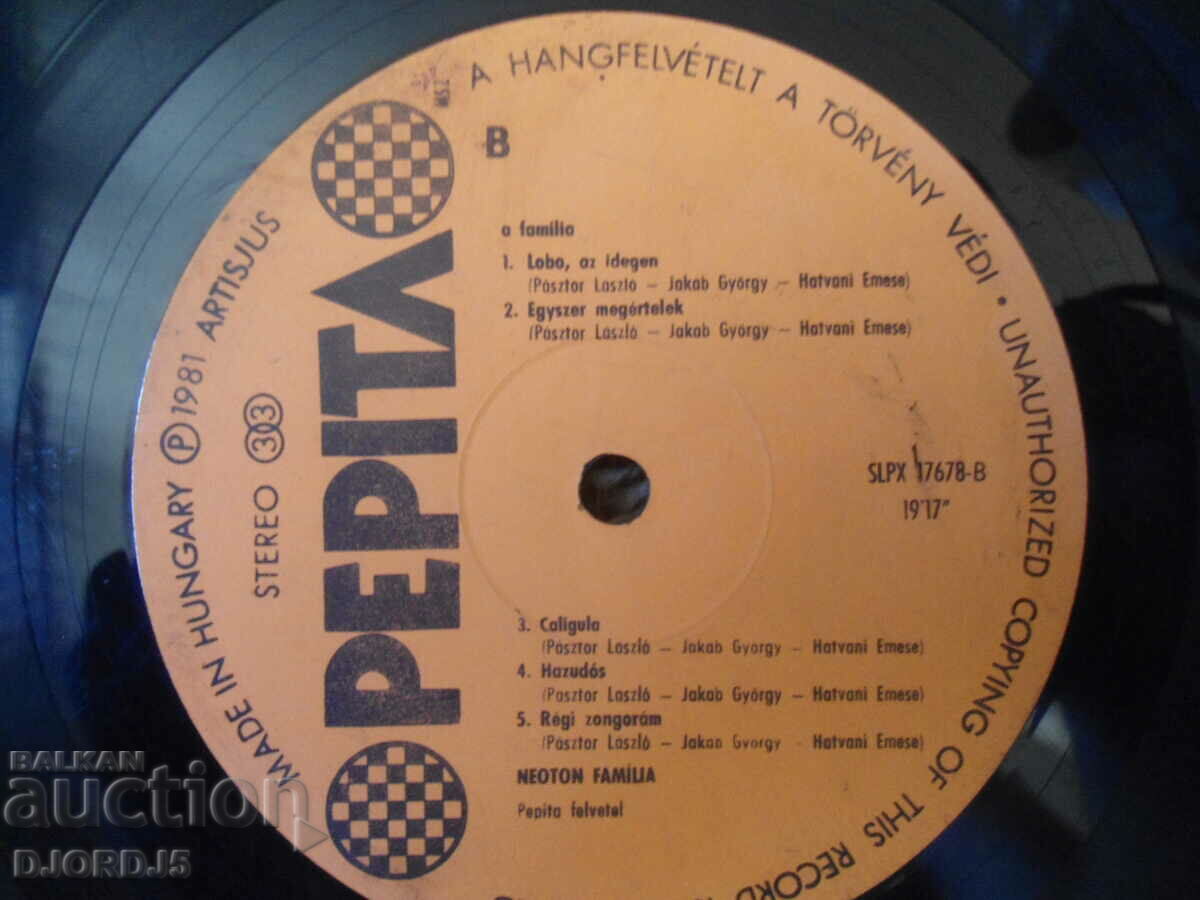 A HANGFELVÉTELT A TÖRVÉNY VÉDI • UNAUTHORIZED COPYING OF THIS RECORD
MADE IN HUNGARY Ⓟ 1981 ARTISJUS
STEREO 33
PEPITA
B
a família
1. Lobo, az idegen
(Pásztor László – Jakab György – Hatvani Emese)
2. Egyszer megértelek
(Pásztor László – Jakab György – Hatvani Emese)
SLPX 17678-B
19'17"
3. Caligula
(Pásztor László – Jakab György – Hatvani Emese)
4. Hazudós
(Pásztor László – Jakab György – Hatvani Emese)
5. Régi zongorám
(Pásztor László – Jakab György – Hatvani Emese)
NEOTON FAMÍLIA
Pepita felvétel
BALKAN
auction
DJORDJ5